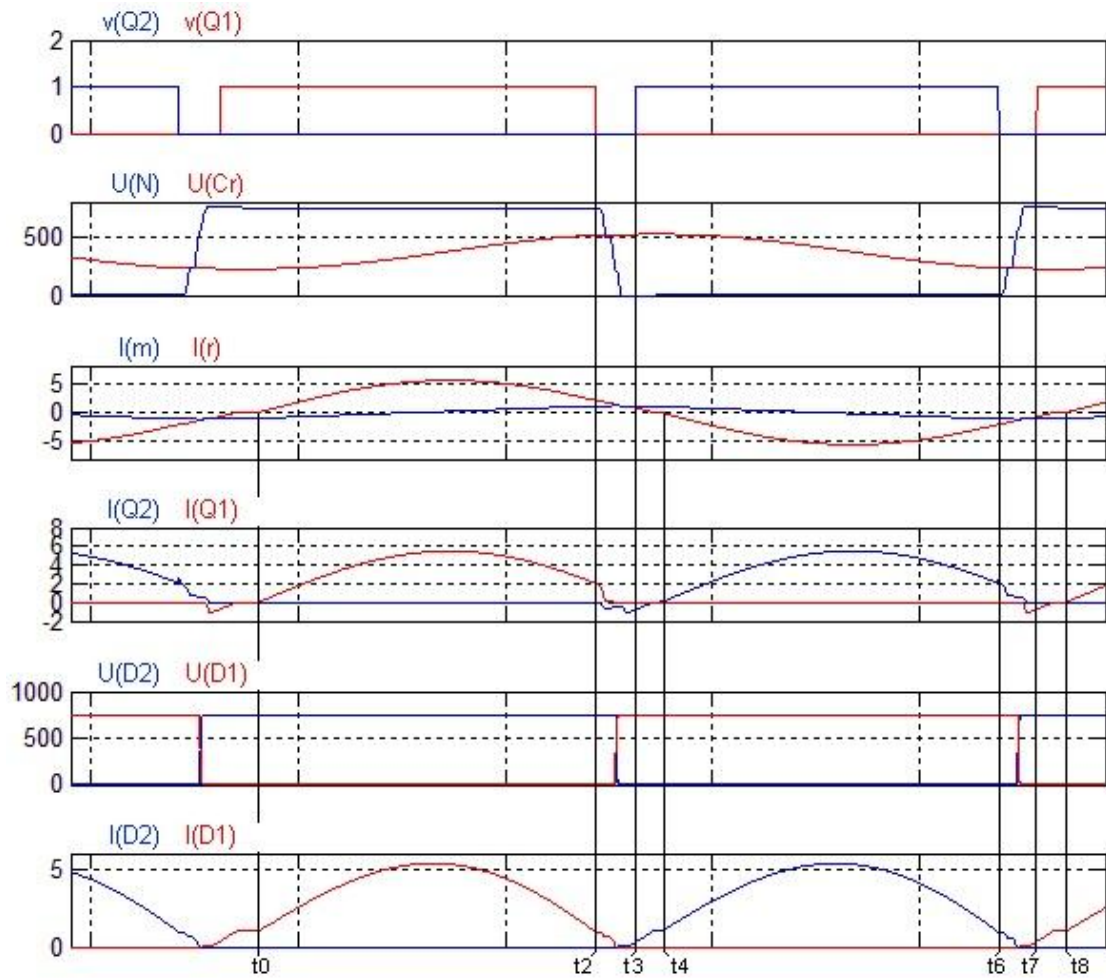 v(Q2) v(Q1)
2
1
0
U(N) U(Cr)
500
0
I(m) I(r)
5
0
-5
I(Q2) I(Q1)
8
6
4
2
0
-2
U(D2) U(D1)
1000
500
0
I(D2) I(D1)
5
0
t0 t2 t3 t4 t6 t7 t8